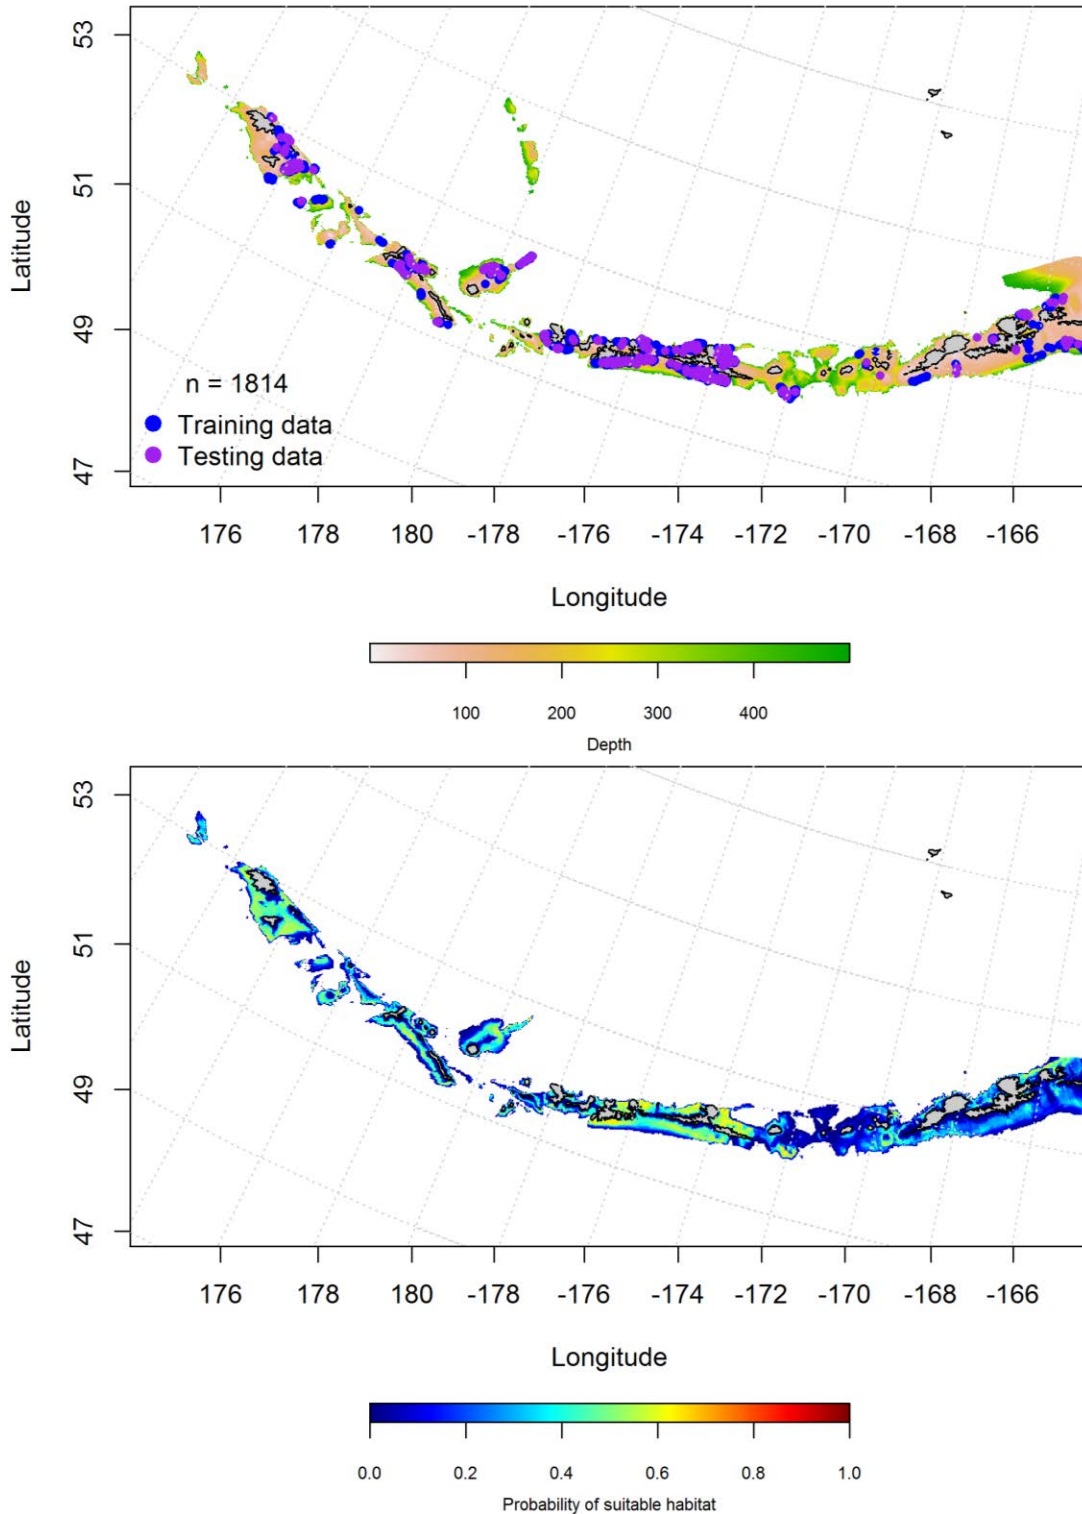 53
51
49
47
Latitude
n = 1814
Training data
Testing data
176 178 180 -178 -176 -174 -172 -170 -168 -166
Longitude
100 200 300 400
Depth
53
51
49
47
Latitude
176 178 180 -178 -176 -174 -172 -170 -168 -166
Longitude
0.0 0.2 0.4 0.6 0.8 1.0
Probability of suitable habitat